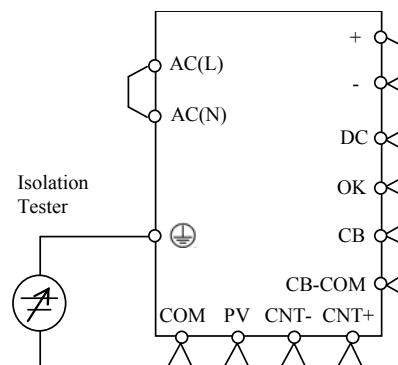 +
AC(L)
-
AC(N)
DC
Isolation
Tester
OK
CB
CB-COM
COM PV CNT- CNT+